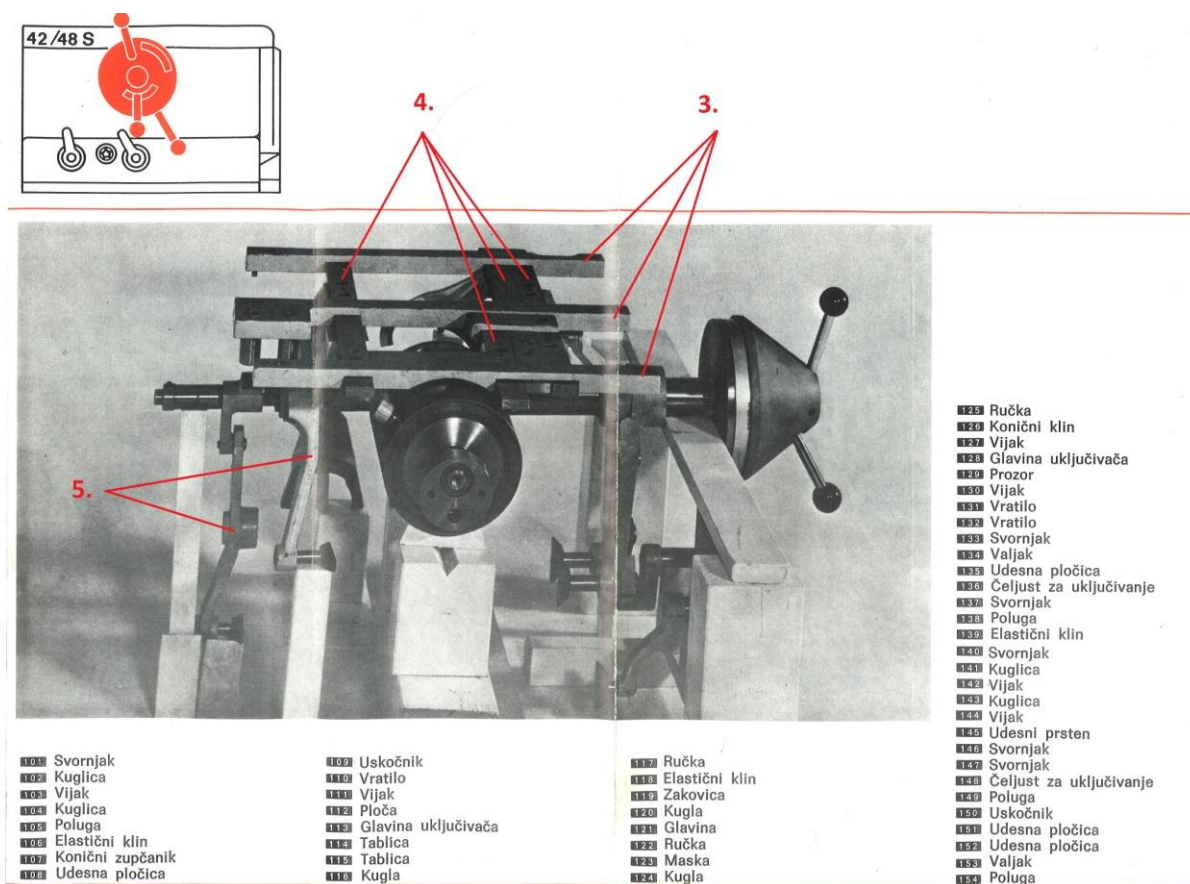 42/48 S
4.
3.
5.
125 Ručka
126 Konični klin
127 Vijak
128 Glavina uključivača
129 Prozor
130 Vijak
131 Vratilo
132 Vratilo
133 Svornjak
134 Valjak
135 Udesna pločica
136 Čeljust za uključivanje
137 Svornjak
138 Poluga
139 Elastični klin
140 Svornjak
141 Kuglica
142 Vijak
143 Kuglica
144 Vijak
145 Udesni prsten
146 Svornjak
147 Svornjak
148 Čeljust za uključivanje
149 Poluga
150 Uskočnik
151 Udesna pločica
152 Udesna pločica
153 Valjak
154 Poluga
101 Svornjak
102 Kuglica
103 Vijak
104 Kuglica
105 Poluga
106 Elastični klin
107 Konični zupčanik
108 Udesna pločica
109 Uskočnik
110 Vratilo
111 Vijak
112 Ploča
113 Glavina uključivača
114 Tablica
115 Tablica
116 Kugla
117 Ručka
118 Elastični klin
119 Zakovica
120 Kugla
121 Glavina
122 Ručka
123 Maska
124 Kugla